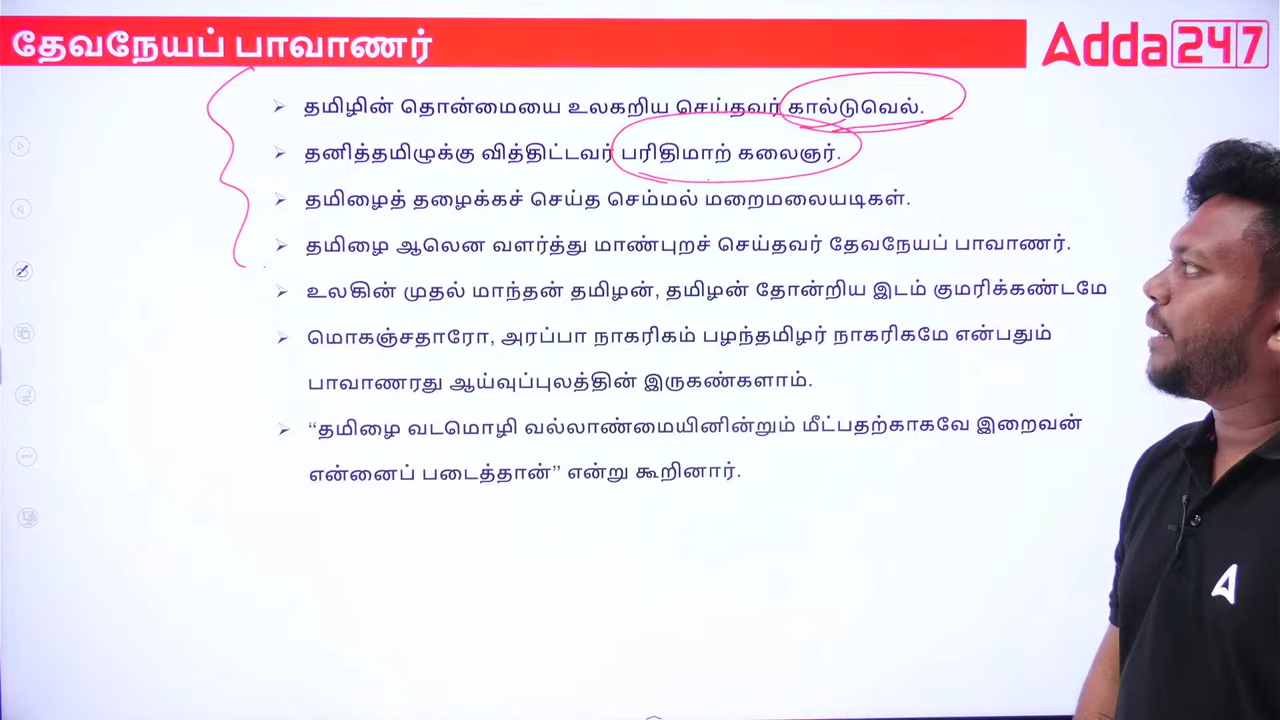 தேவநேயப் பாவாணர்
Adda247
தமிழின் தொன்மையை உலகறிய செய்தவர் கால்டுவெல்.
தனித்தமிழுக்கு வித்திட்டவர் பரிதிமாற் கலைஞர்.
தமிழைத் தழைக்கச் செய்த செம்மல் மறைமலையடிகள்.
தமிழை ஆலென வளர்த்து மாண்புறச் செய்தவர் தேவநேயப் பாவாணர்.
உலகின் முதல் மாந்தன் தமிழன், தமிழன் தோன்றிய இடம் குமரிக்கண்டமே
மொகஞ்சதாரோ, அரப்பா நாகரிகம் பழந்தமிழர் நாகரிகமே என்பதும்
பாவாணரது ஆய்வுப்புலத்தின் இருகண்களாம்.
“தமிழை வடமொழி வல்லாண்மையினின்றும் மீட்பதற்காகவே இறைவன்
என்னைப் படைத்தான்” என்று கூறினார்.